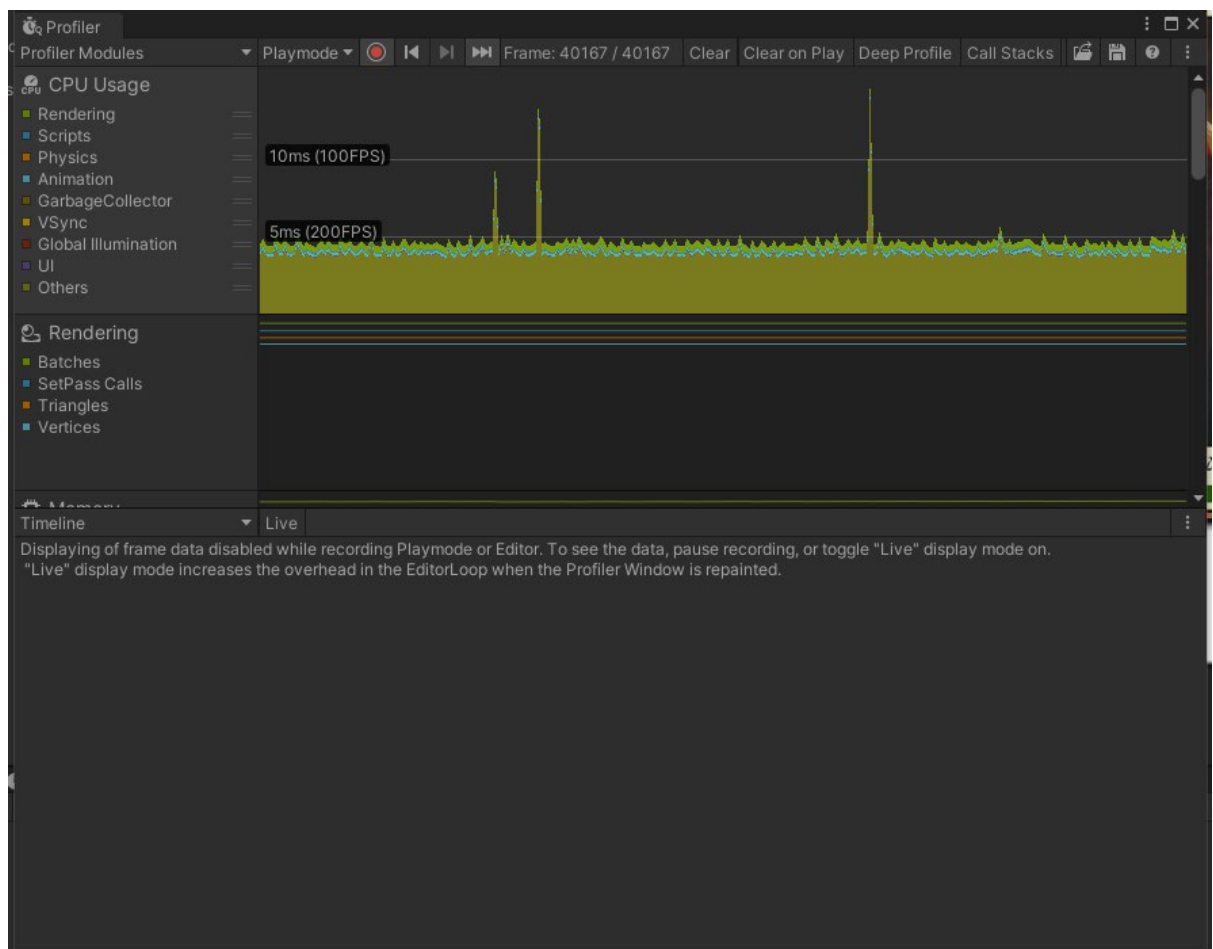 Profiler
Profiler Modules
Playmode
Frame: 40167 / 40167
Clear
Clear on Play
Deep Profile
Call Stacks
CPU Usage
Rendering
Scripts
Physics
Animation
GarbageCollector
VSync
Global Illumination
UI
Others
10ms (100FPS)
5ms (200FPS)
Rendering
Batches
SetPass Calls
Triangles
Vertices
Memory
Timeline
Live
Displaying of frame data disabled while recording Playmode or Editor. To see the data, pause recording, or toggle "Live" display mode on.
"Live" display mode increases the overhead in the EditorLoop when the Profiler Window is repainted.